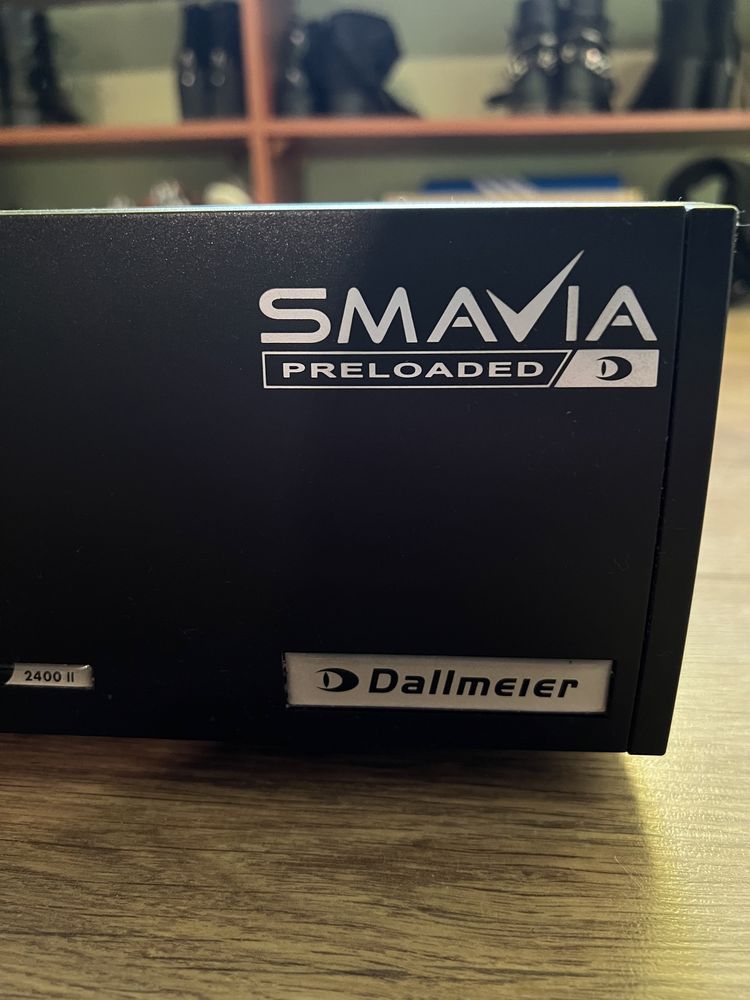 SMAVIA
PRELOADED
2400 II
Dallmeier